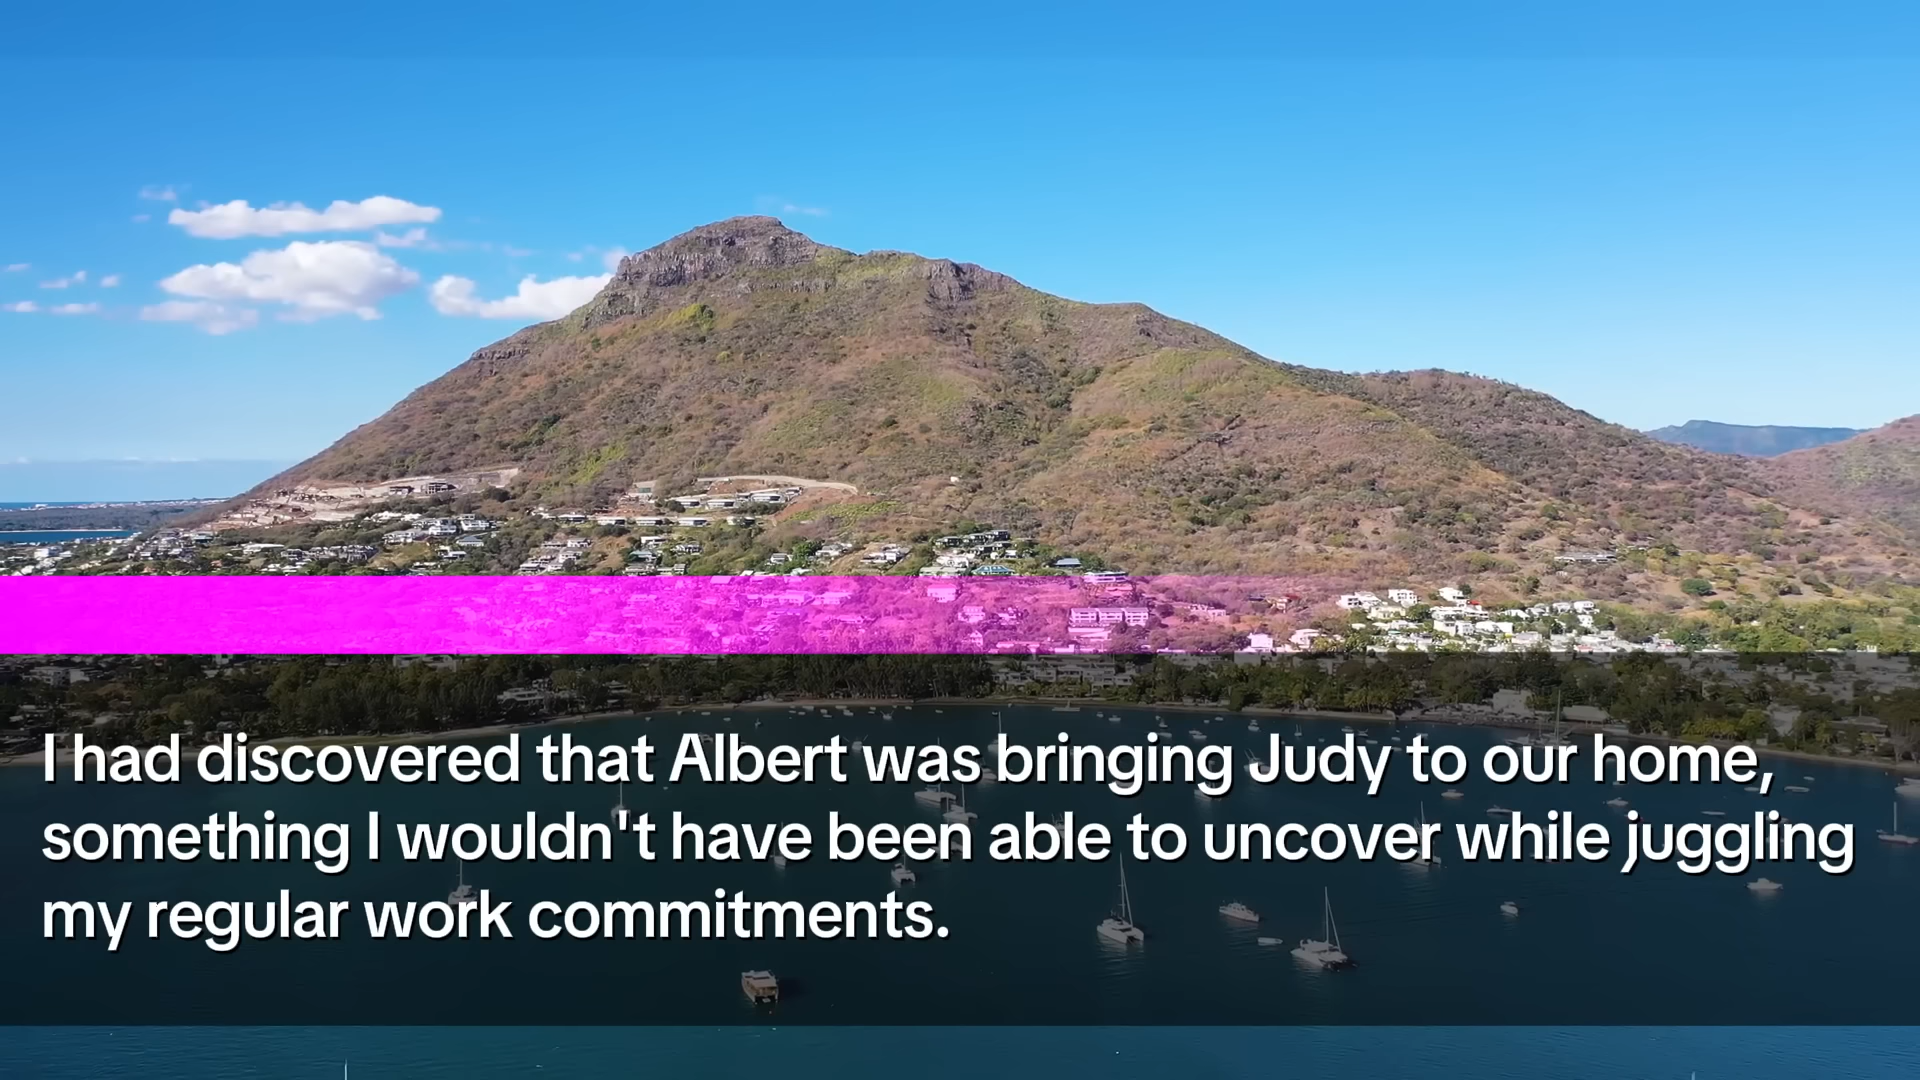 I had discovered that Albert was bringing Judy to our home,
something I wouldn't have been able to uncover while juggling
my regular work commitments.